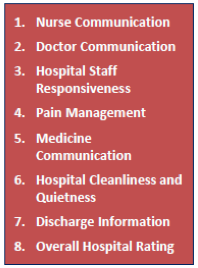 1. Nurse Communication
2. Doctor Communication
3. Hospital Staff
Responsiveness
4. Pain Management
5. Medicine
Communication
6. Hospital Cleanliness and
Quietness
7. Discharge Information
8. Overall Hospital Rating